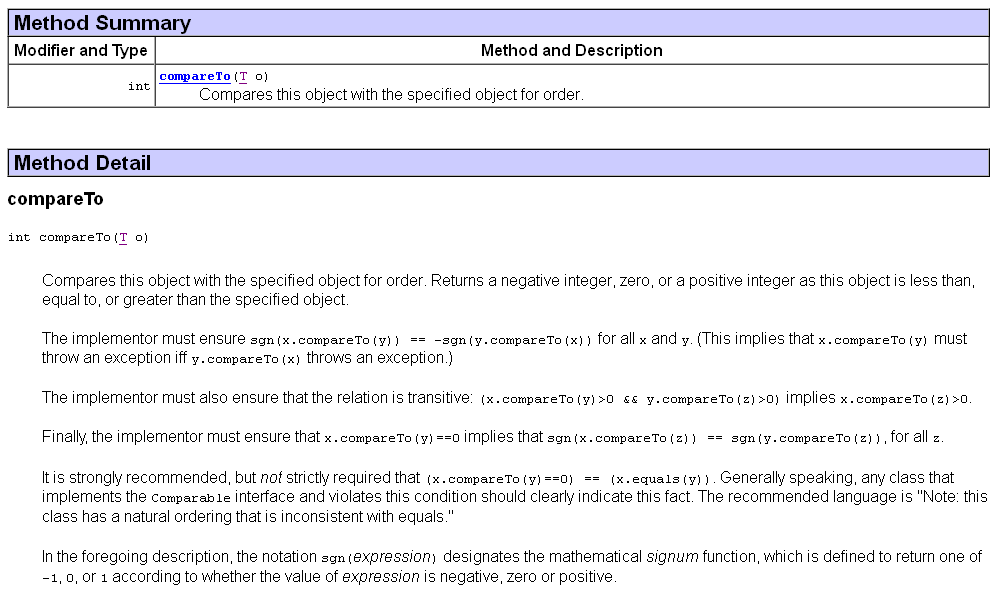 Method Summary
Modifier and Type Method and Description
int compareTo(T o)
Compares this object with the specified object for order.
Method Detail
compareTo
int compareTo(T o)
Compares this object with the specified object for order. Returns a negative integer, zero, or a positive integer as this object is less than,
equal to, or greater than the specified object.
The implementor must ensure sgn(x.compareTo(y)) == -sgn(y.compareTo(x)) for all x and y. (This implies that x.compareTo(y) must
throw an exception iff y.compareTo(x) throws an exception.)
The implementor must also ensure that the relation is transitive: (x.compareTo(y)>0 && y.compareTo(z)>0) implies x.compareTo(z)>0.
Finally, the implementor must ensure that x.compareTo(y)==0 implies that sgn(x.compareTo(z)) == sgn(y.compareTo(z)), for all z.
It is strongly recommended, but not strictly required that (x.compareTo(y)==0) == (x.equals(y)). Generally speaking, any class that
implements the Comparable interface and violates this condition should clearly indicate this fact. The recommended language is "Note: this
class has a natural ordering that is inconsistent with equals."
In the foregoing description, the notation sgn(expression) designates the mathematical signum function, which is defined to return one of
-1, 0, or 1 according to whether the value of expression is negative, zero or positive.